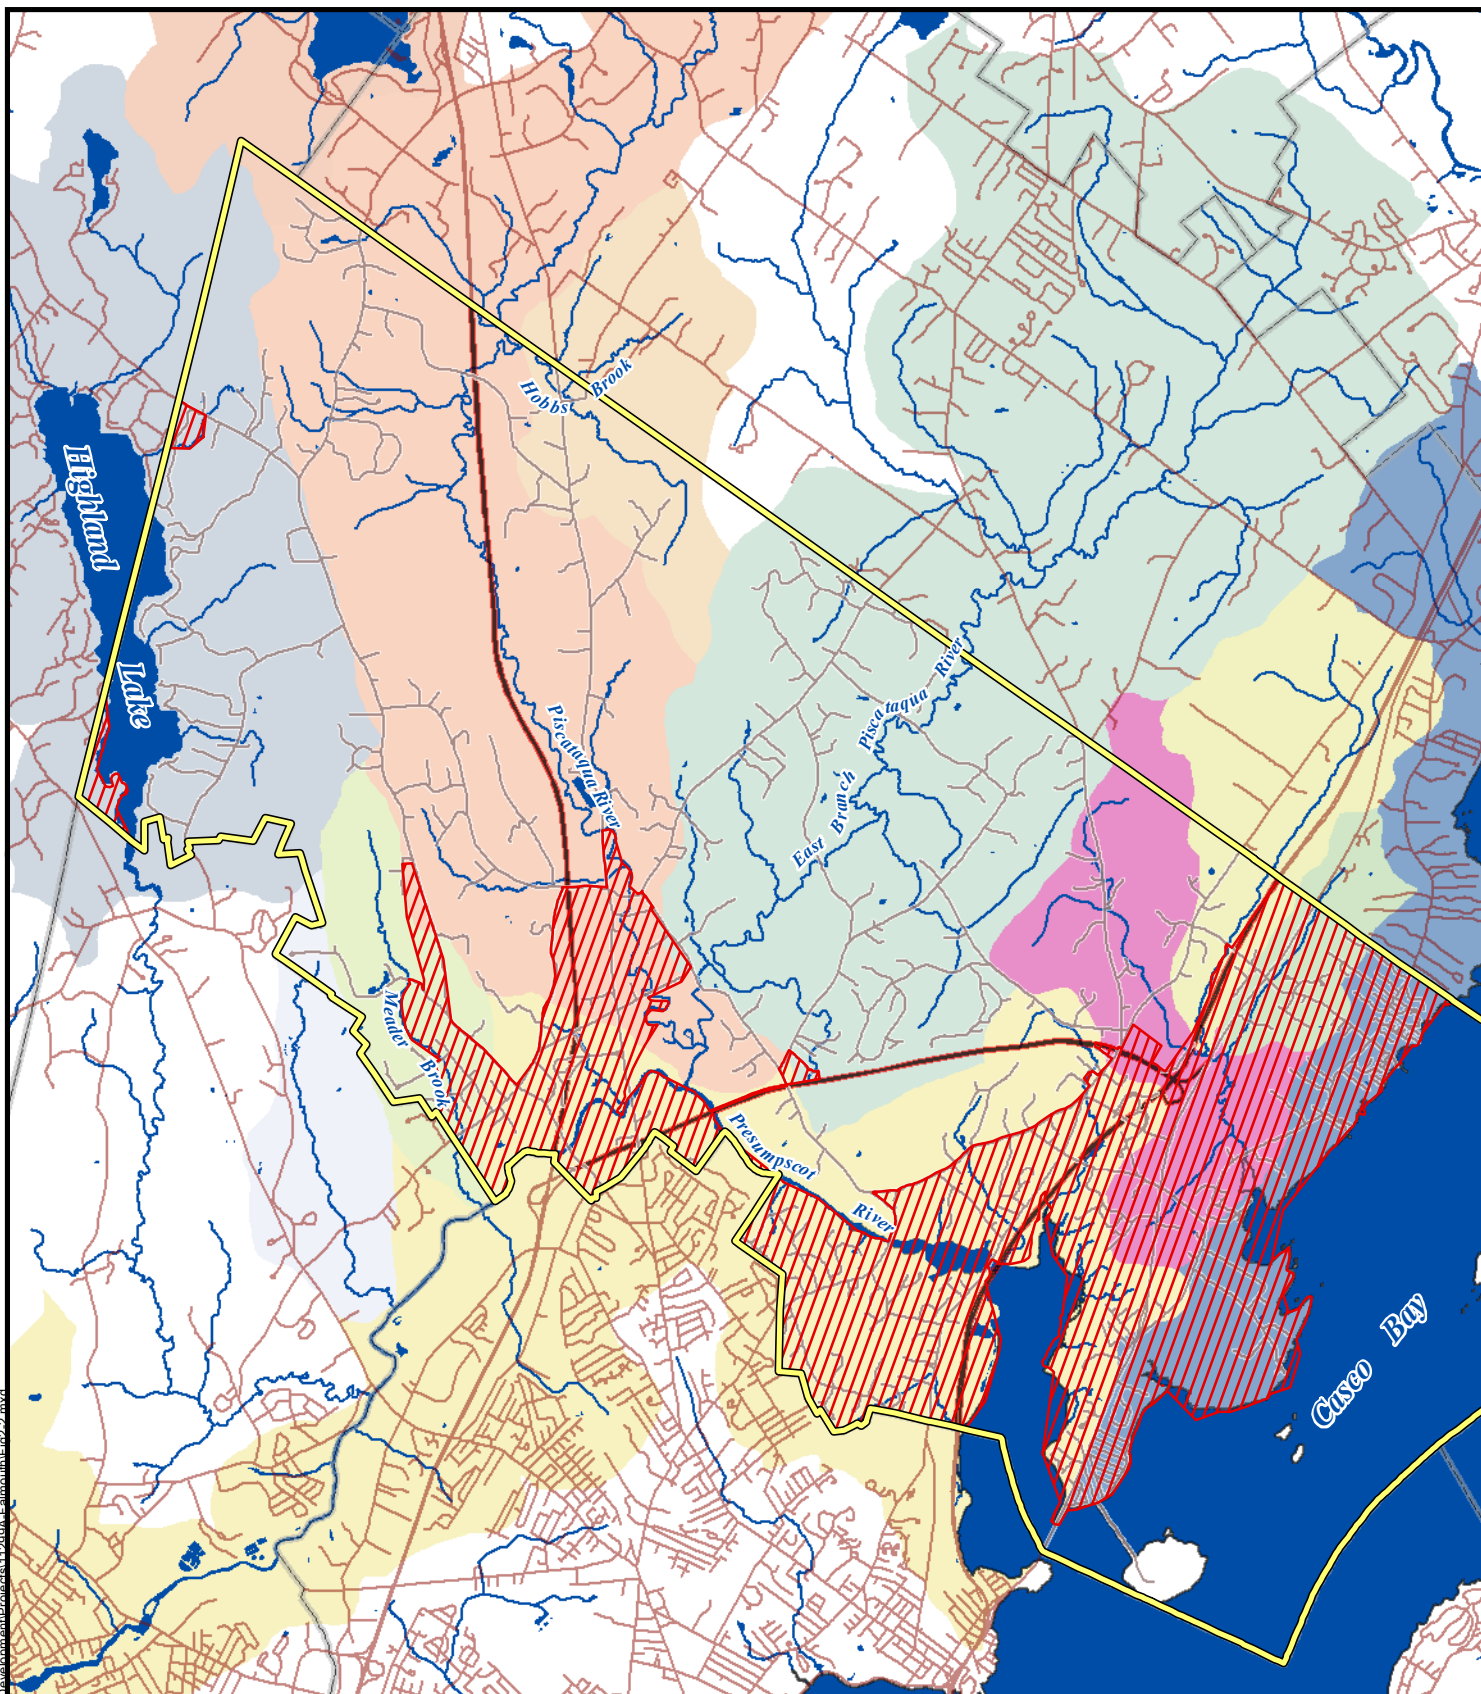 Hobbs Brook
Highland
Lake
Piscataqua River
East Branch Piscataqua River
Meader Brook
Presumpscot
River
Casco Bay